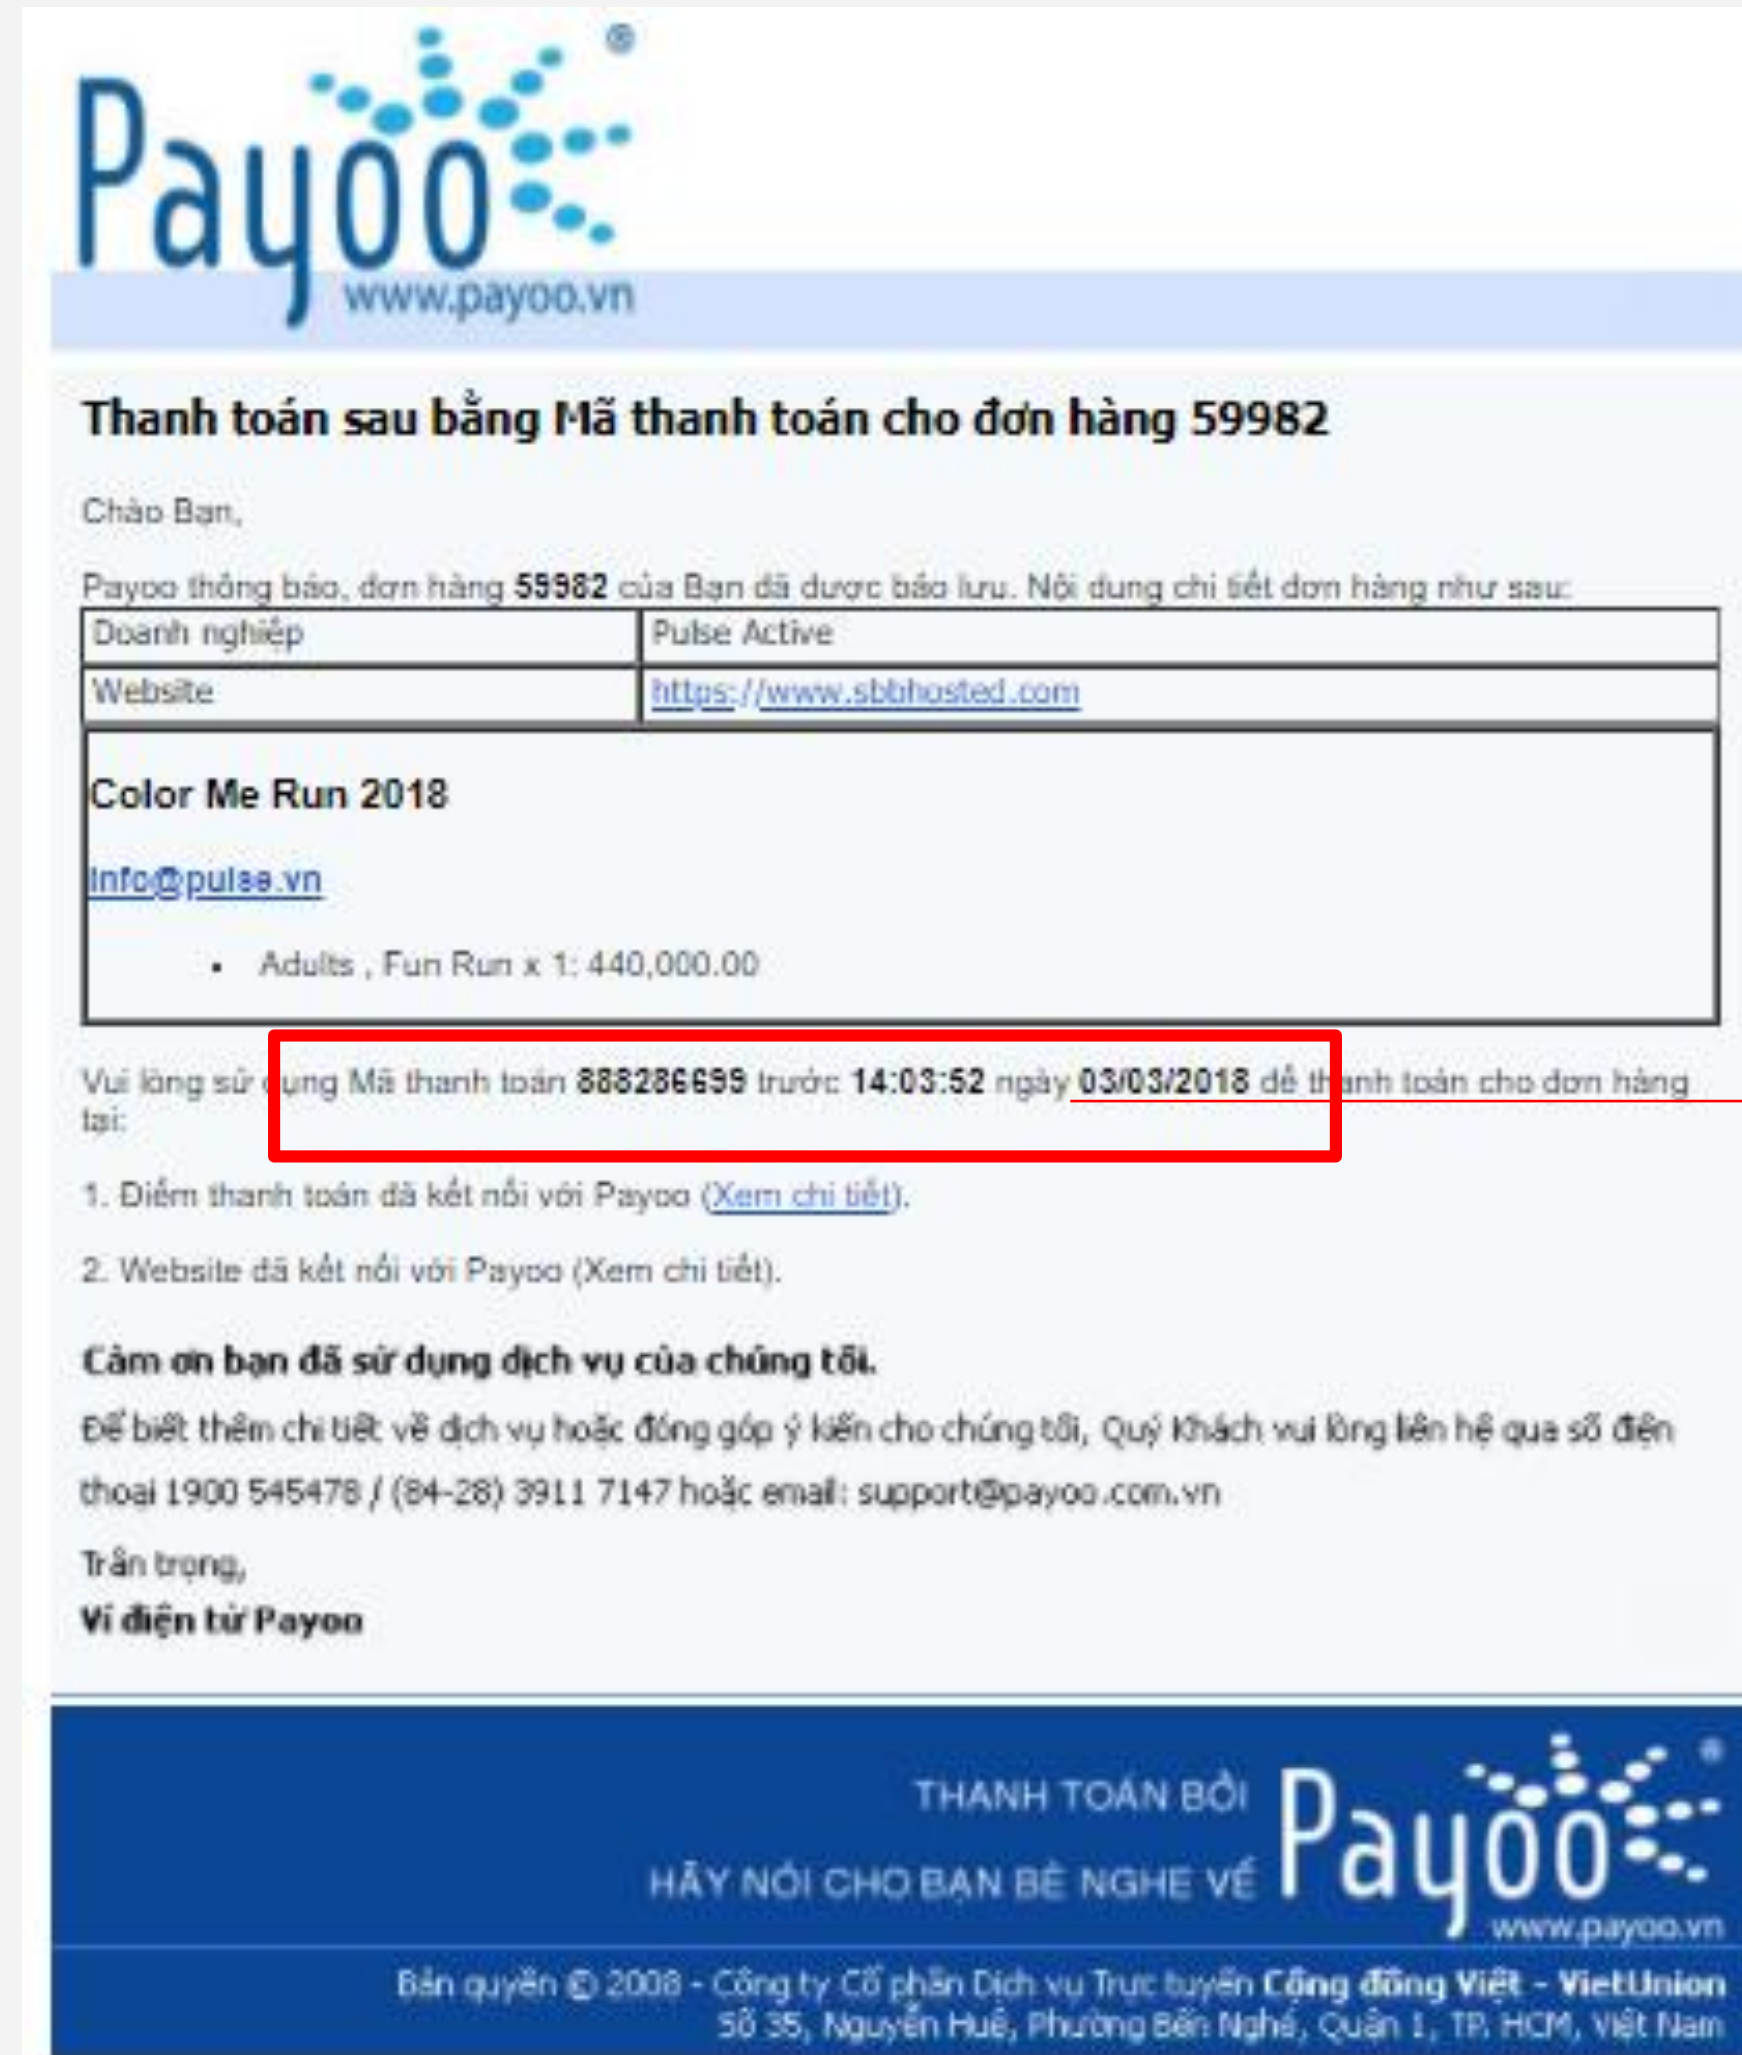 Payoo®
www.payoo.vn
Thanh toán sau bằng Mã thanh toán cho đơn hàng 59982
Chào Bạn,
Payoo thông báo, đơn hàng 59982 của Bạn đã được bảo lưu. Nội dung chi tiết đơn hàng như sau:
Doanh nghiệp Pulse Active
Website https://www.sbbhosted.com
Color Me Run 2018
info@pulse.vn
• Adults , Fun Run x 1: 440,000.00
Vui lòng sử dụng Mã thanh toán 888286699 trước 14:03:52 ngày 03/03/2018 để thanh toán cho đơn hàng
tại:
1. Điểm thanh toán đã kết nối với Payoo (Xem chi tiết).
2. Website đã kết nối với Payoo (Xem chi tiết).
Cảm ơn bạn đã sử dụng dịch vụ của chúng tôi.
Để biết thêm chi tiết về dịch vụ hoặc đóng góp ý kiến cho chúng tôi, Quý Khách vui lòng liên hệ qua số điện
thoại 1900 545478 / (84-28) 3911 7147 hoặc email: support@payoo.com.vn
Trân trọng,
Ví điện tử Payoo
THANH TOÁN BỞI
HÃY NÓI CHO BẠN BÈ NGHE VỀ
Payoo®
www.payoo.vn
Bản quyền © 2008 - Công ty Cổ phần Dịch vụ Trực tuyến Cộng đồng Việt - VietUnion
Số 35, Nguyễn Huệ, Phường Bến Nghé, Quận 1, TP. HCM, Việt Nam